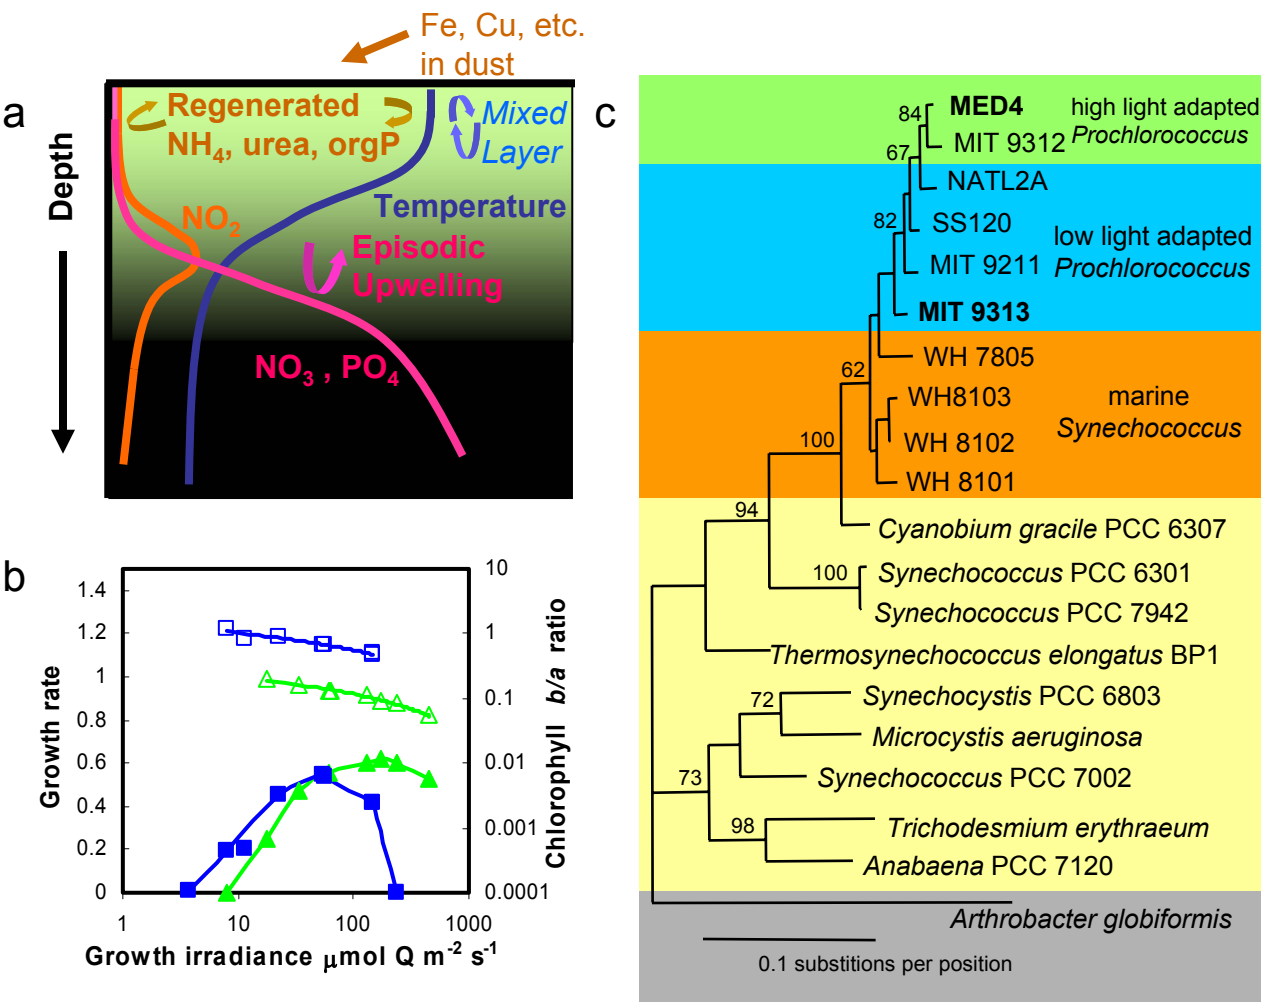 a
Fe, Cu, etc.
in dust
Depth
Regenerated
NH4, urea, orgP
Mixed
Layer
Temperature
NO2
Episodic
Upwelling
NO3 , PO4
b
Growth rate
1.4
1.2
1
0.8
0.6
0.4
0.2
0
10
1
0.1
0.01
0.001
0.0001
Chlorophyll b/a ratio
1
10
100
1000
Growth irradiance µmol Q m-2 s-1
c
84
MED4
MIT 9312
high light adapted
Prochlorococcus
67
NATL2A
82
SS120
MIT 9211
MIT 9313
low light adapted
Prochlorococcus
WH 7805
62
WH8103
WH 8102
WH 8101
marine
Synechococcus
100
94
Cyanobium gracile PCC 6307
100
Synechococcus PCC 6301
Synechococcus PCC 7942
Thermosynechococcus elongatus BP1
72
Synechocystis PCC 6803
Microcystis aeruginosa
73
Synechococcus PCC 7002
98
Trichodesmium erythraeum
Anabaena PCC 7120
Arthrobacter globiformis
0.1 substitions per position